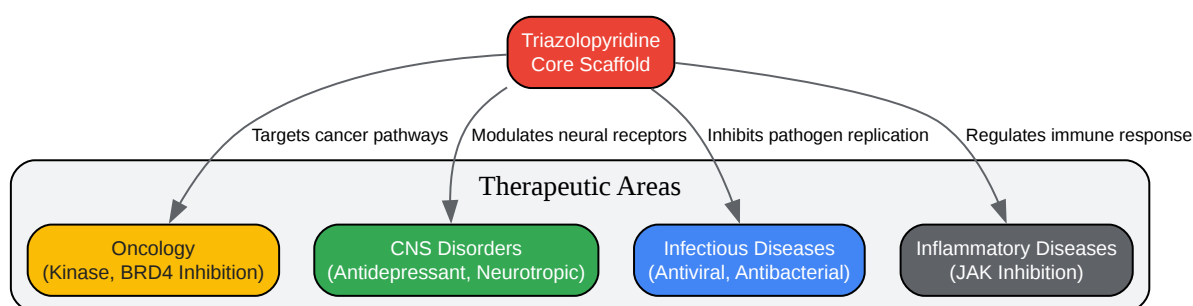 Triazolopyridine
Core Scaffold
Targets cancer pathways
Modulates neural receptors
Inhibits pathogen replication
Regulates immune response
Therapeutic Areas
Oncology
(Kinase, BRD4 Inhibition)
CNS Disorders
(Antidepressant, Neurotropic)
Infectious Diseases
(Antiviral, Antibacterial)
Inflammatory Diseases
(JAK Inhibition)